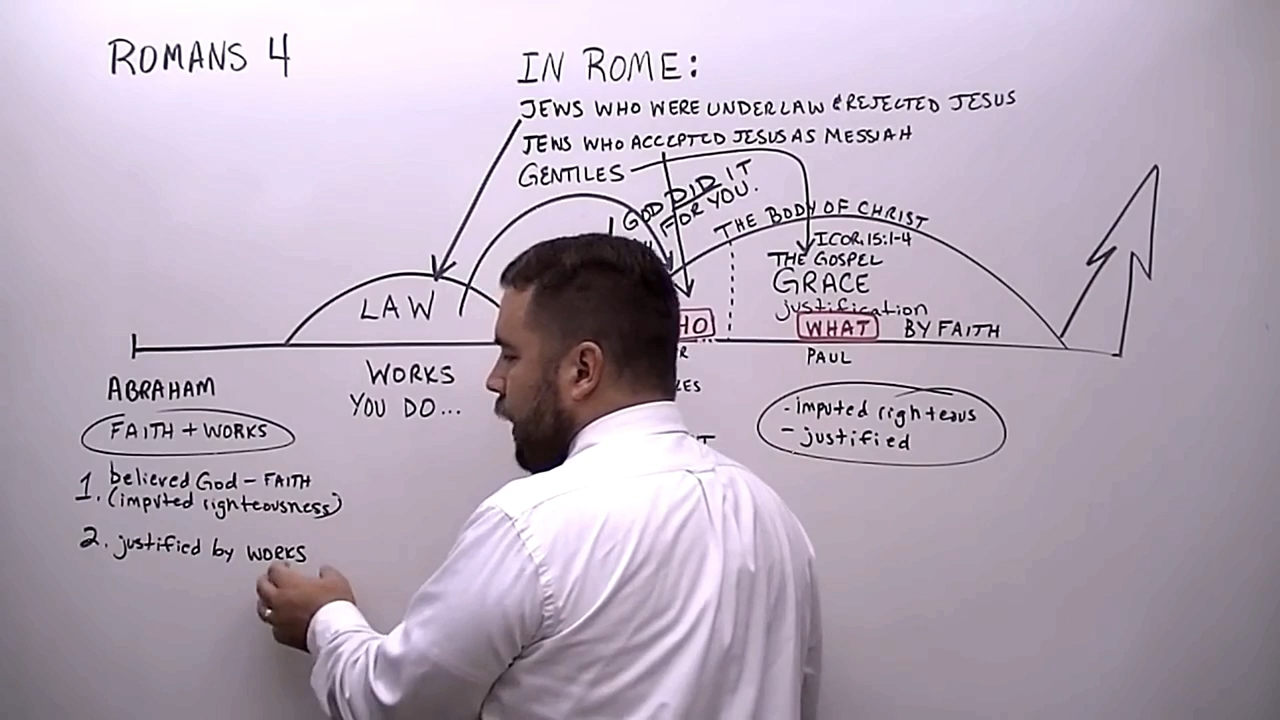 ROMANS 4
IN ROME:
JEWS WHO WERE UNDER LAW & REJECTED JESUS
JEWS WHO ACCEPTED JESUS AS MESSIAH
GENTILES
GOD DID IT
FOR YOU.
THE BODY OF CHRIST
I COR. 15:1-4
THE GOSPEL
GRACE
justification
LAW
HO
WHAT BY FAITH
R
PAUL
ABRAHAM
WORKS
YOU DO...
RES
T
FAITH + WORKS
- imputed righteous
- justified
1. believed God - FAITH
(imputed righteousness)
2. justified by WORKS